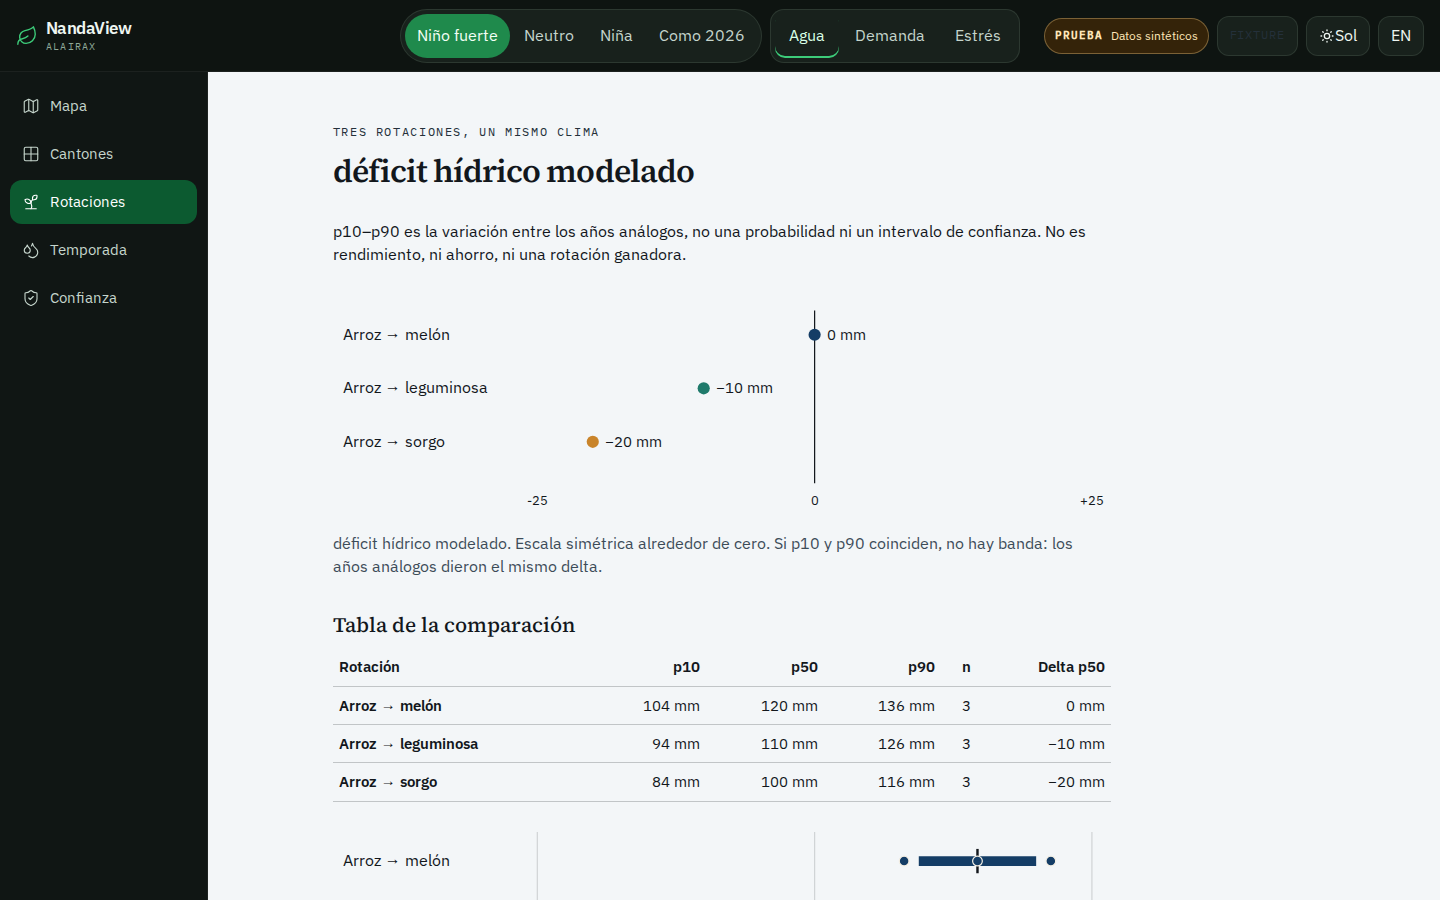 NandaView
ALAIRAX
Niño fuerte
Neutro
Niña
Como 2026
Agua
Demanda
Estrés
PRUEBA Datos sintéticos
FIXTURE
Sol
EN
Mapa
Cantones
Rotaciones
Temporada
Confianza
TRES ROTACIONES, UN MISMO CLIMA
déficit hídrico modelado
p10–p90 es la variación entre los años análogos, no una probabilidad ni un intervalo de confianza. No es
rendimiento, ni ahorro, ni una rotación ganadora.
Arroz → melón
0 mm
Arroz → leguminosa
−10 mm
Arroz → sorgo
−20 mm
-25
0
+25
déficit hídrico modelado. Escala simétrica alrededor de cero. Si p10 y p90 coinciden, no hay banda: los
años análogos dieron el mismo delta.
Tabla de la comparación
Rotación p10 p50 p90 n Delta p50
Arroz → melón 104 mm 120 mm 136 mm 3 0 mm
Arroz → leguminosa 94 mm 110 mm 126 mm 3 −10 mm
Arroz → sorgo 84 mm 100 mm 116 mm 3 −20 mm
Arroz → melón